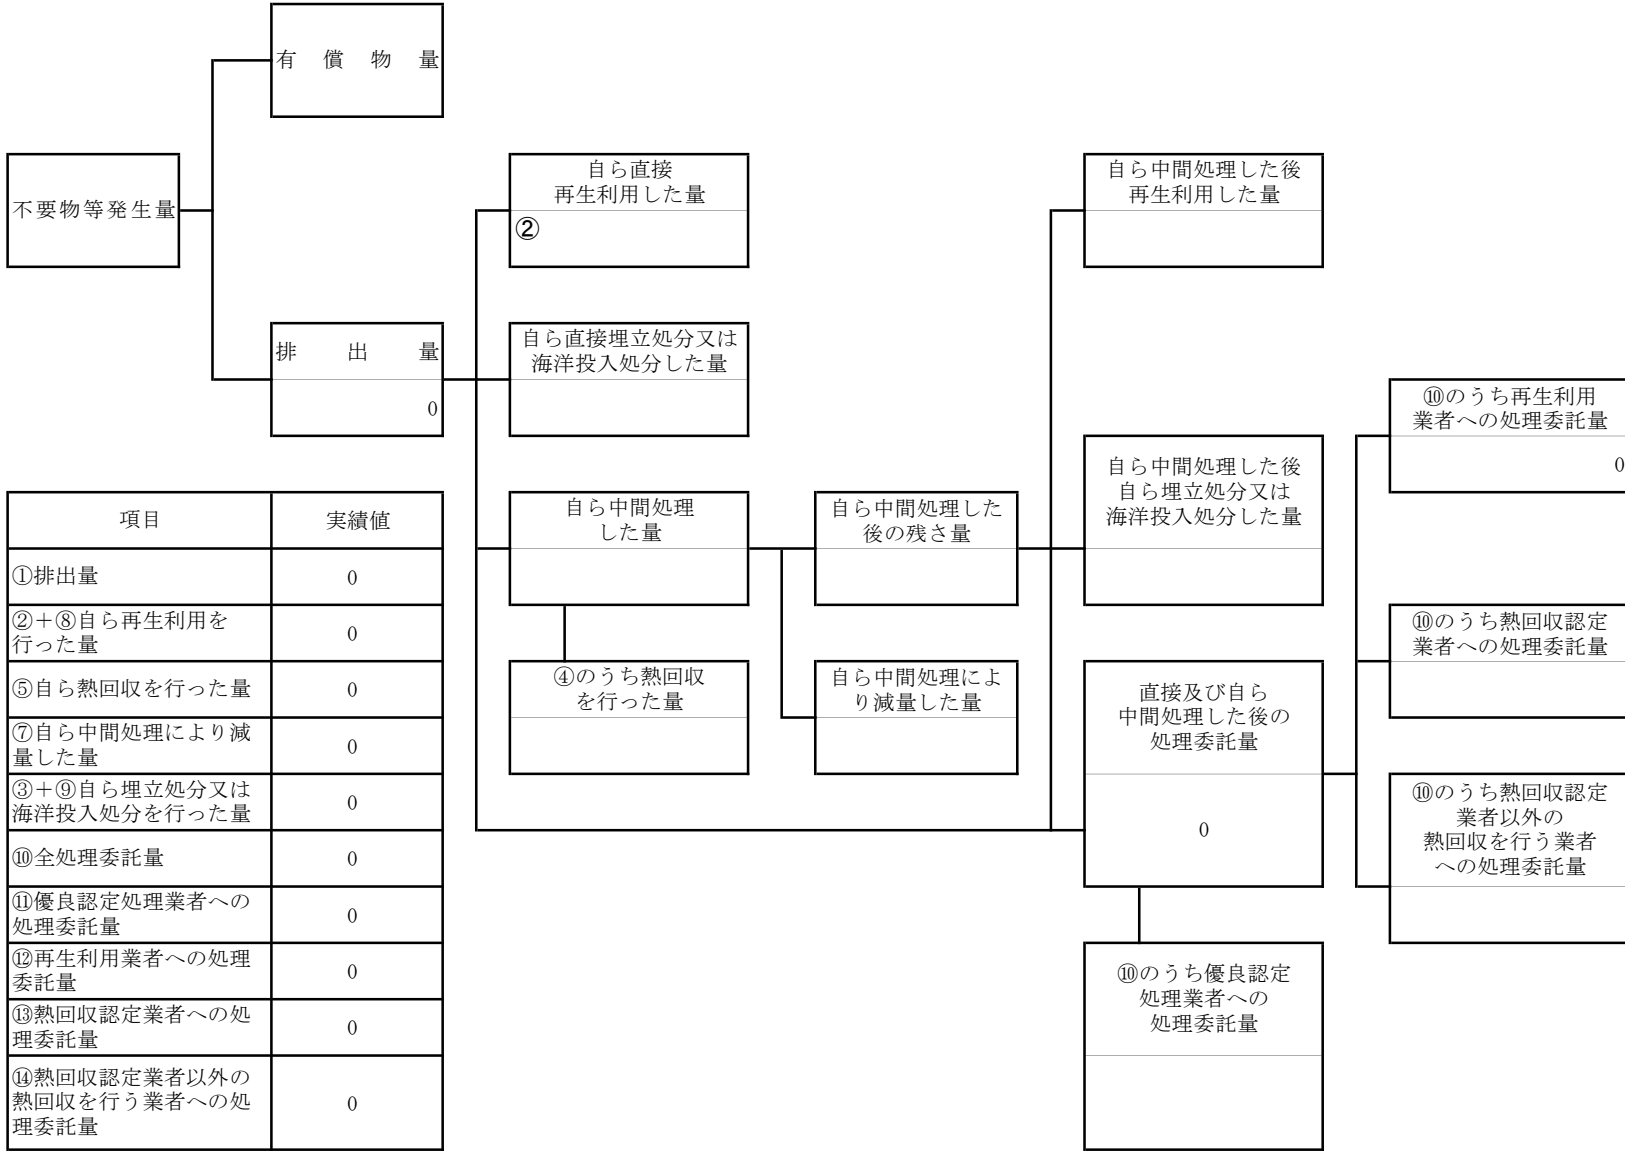 有償物量
不要物等発生量
自ら直接
再生利用した量
②
自ら中間処理した後
再生利用した量
排出量
0
自ら直接埋立処分又は
海洋投入処分した量
⑩のうち再生利用
業者への処理委託量
0
自ら中間処理した後
自ら埋立処分又は
海洋投入処分した量
自ら中間処理
した量
自ら中間処理した
後の残さ量
⑩のうち熱回収認定
業者への処理委託量
④のうち熱回収
を行った量
自ら中間処理によ
り減量した量
直接及び自ら
中間処理した後の
処理委託量
0
⑩のうち熱回収認定
業者以外の
熱回収を行う業者
への処理委託量
⑩のうち優良認定
処理業者への
処理委託量
項目 実績値
①排出量 0
②＋⑧自ら再生利用を
行った量 0
⑤自ら熱回収を行った量 0
⑦自ら中間処理により減
量した量 0
③＋⑨自ら埋立処分又は
海洋投入処分を行った量 0
⑩全処理委託量 0
⑪優良認定処理業者への
処理委託量 0
⑫再生利用業者への処理
委託量 0
⑬熱回収認定業者への処
理委託量 0
⑭熱回収認定業者以外の
熱回収を行う業者への処 0
理委託量